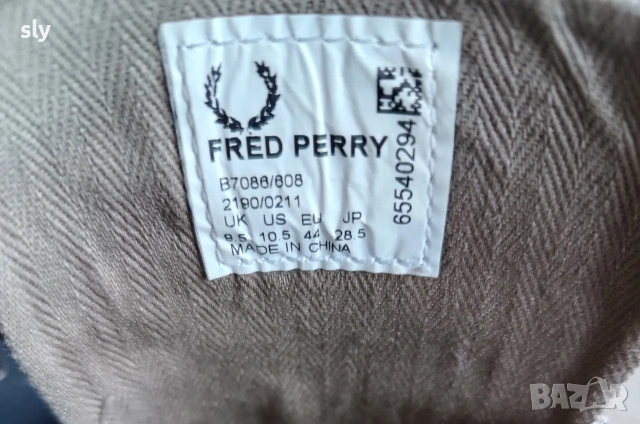 sly
FRED PERRY
B7086/608
2190/0211
UK US EU JP
9.5 10.5 44 28.5
MADE IN CHINA
65540294
BAZAR